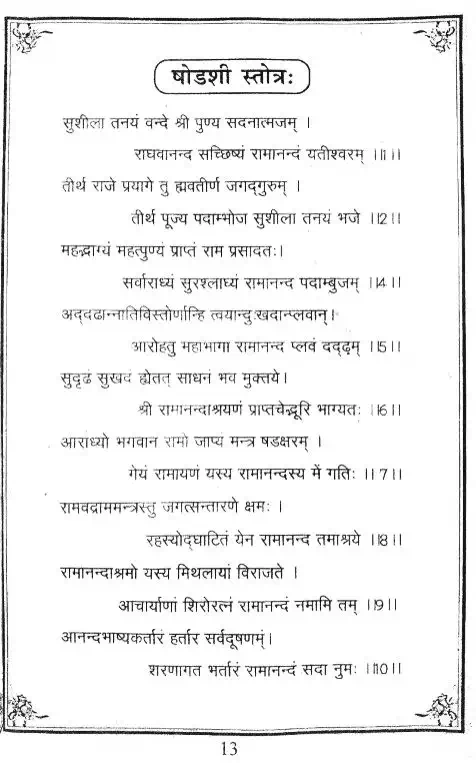 षोडशी स्तोत्र:
सुशीला तनयं वन्दे श्री पुण्य सदनात्मजम् ।
राघवानन्द सच्छिष्यं रामानन्दं यतीश्वरम् ।।1।।
तीर्थ राजे प्रयागे तु ह्यवतीर्ण जगद्गुरुम् ।
तीर्थ पूज्य पदाम्भोज सुशीला तनयं भजे ।।2।।
महद्भाग्यं महत्पुण्यं प्राप्तं राम प्रसादतः।
सर्वाराध्यं सुरश्लाघ्यं रामानन्द पदाम्बुजम् ।।4।।
अददढान्नातिविस्तोर्णान्हि त्वयान्दुःखदान्प्लवान्।
आरोहतु महाभागा रामानन्द प्लवं दद्ढ़म् ।।5।।
सुदृढं सुखदं ह्येतत् साधनं भव मुक्तये।
श्री रामानन्दाश्रयणं प्राप्तचेद्भूरि भाग्यतः ।।6।।
आराध्यो भगवान रामो जाप्यं मन्त्र षडक्षरम् ।
गेयं रामायणं यस्य रामानन्दस्य में गतिः ।।7।।
रामवद्राममन्त्रस्तु जगत्सन्तारणे क्षमः ।
रहस्योद्घाटितं येन रामानन्द तमाश्रये ।।8।।
रामानन्दाश्रमो यस्य मिथलायां विराजते ।
आचार्याणां शिरोरत्नं रामानन्दं नमामि तम् ।।9।।
आनन्दभाष्यकर्तारं हर्तार सर्वदूषणम्।
शरणागत भर्तारं रामानन्दं सदा नुमः ।।10।।
13